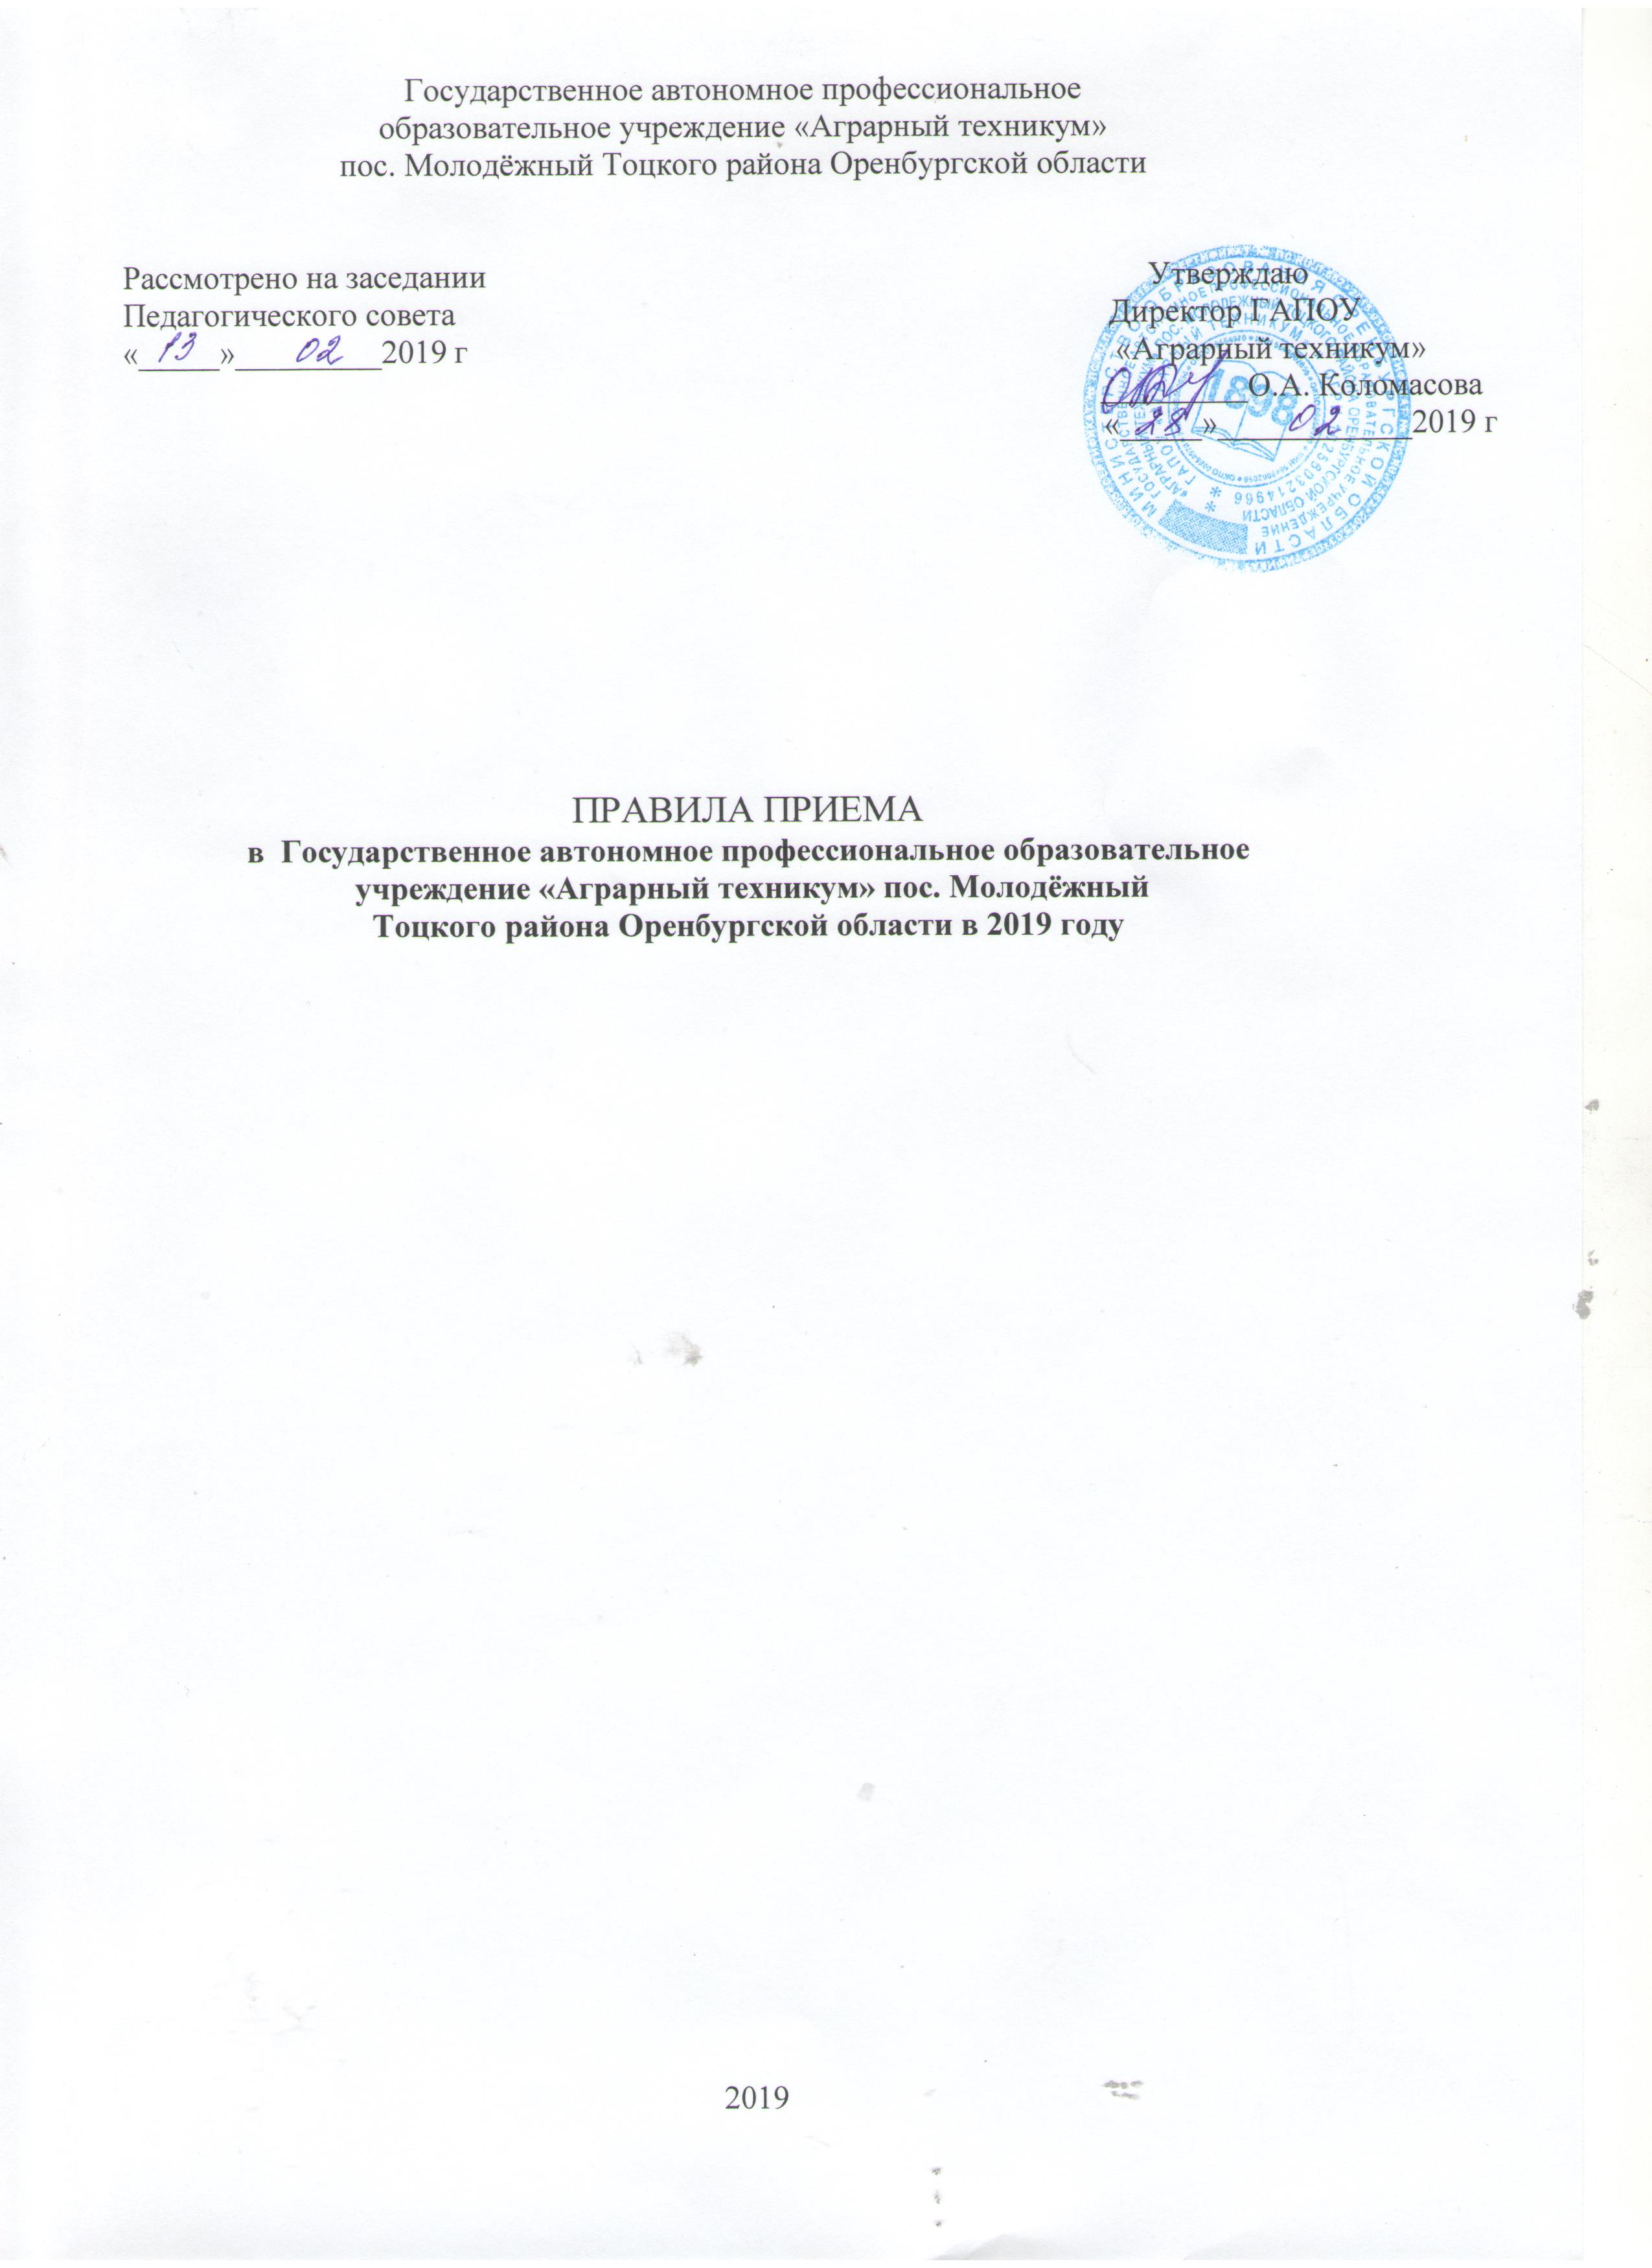 Государственное автономное профессиональное
образовательное учреждение «Аграрный техникум»
пос. Молодёжный Тоцкого района Оренбургской области
Рассмотрено на заседании
Педагогического совета
«13» 02 2019 г
Утверждаю
Директор ГАПОУ
«Аграрный техникум»
О.А. Коломасова
«28» 02 2019 г
1898
ПРАВИЛА ПРИЕМА
в Государственное автономное профессиональное образовательное
учреждение «Аграрный техникум» пос. Молодёжный
Тоцкого района Оренбургской области в 2019 году
2019